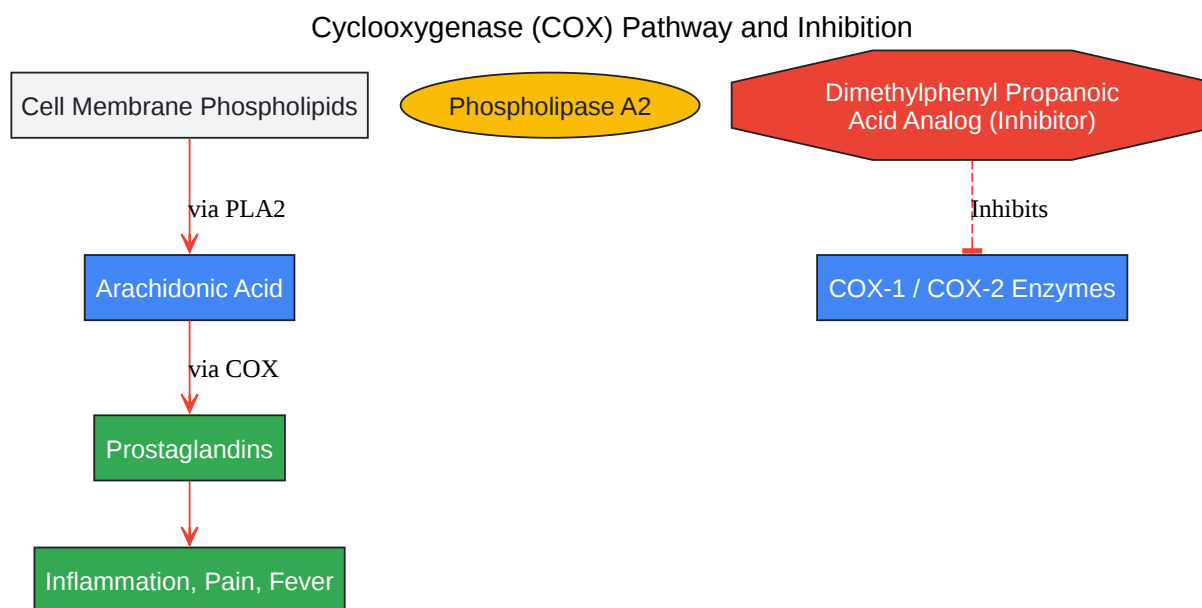 Cyclooxygenase (COX) Pathway and Inhibition
Cell Membrane Phospholipids
Phospholipase A2
Dimethylphenyl Propanoic
Acid Analog (Inhibitor)
via PLA2
Inhibits
Arachidonic Acid
COX-1 / COX-2 Enzymes
via COX
Prostaglandins
Inflammation, Pain, Fever